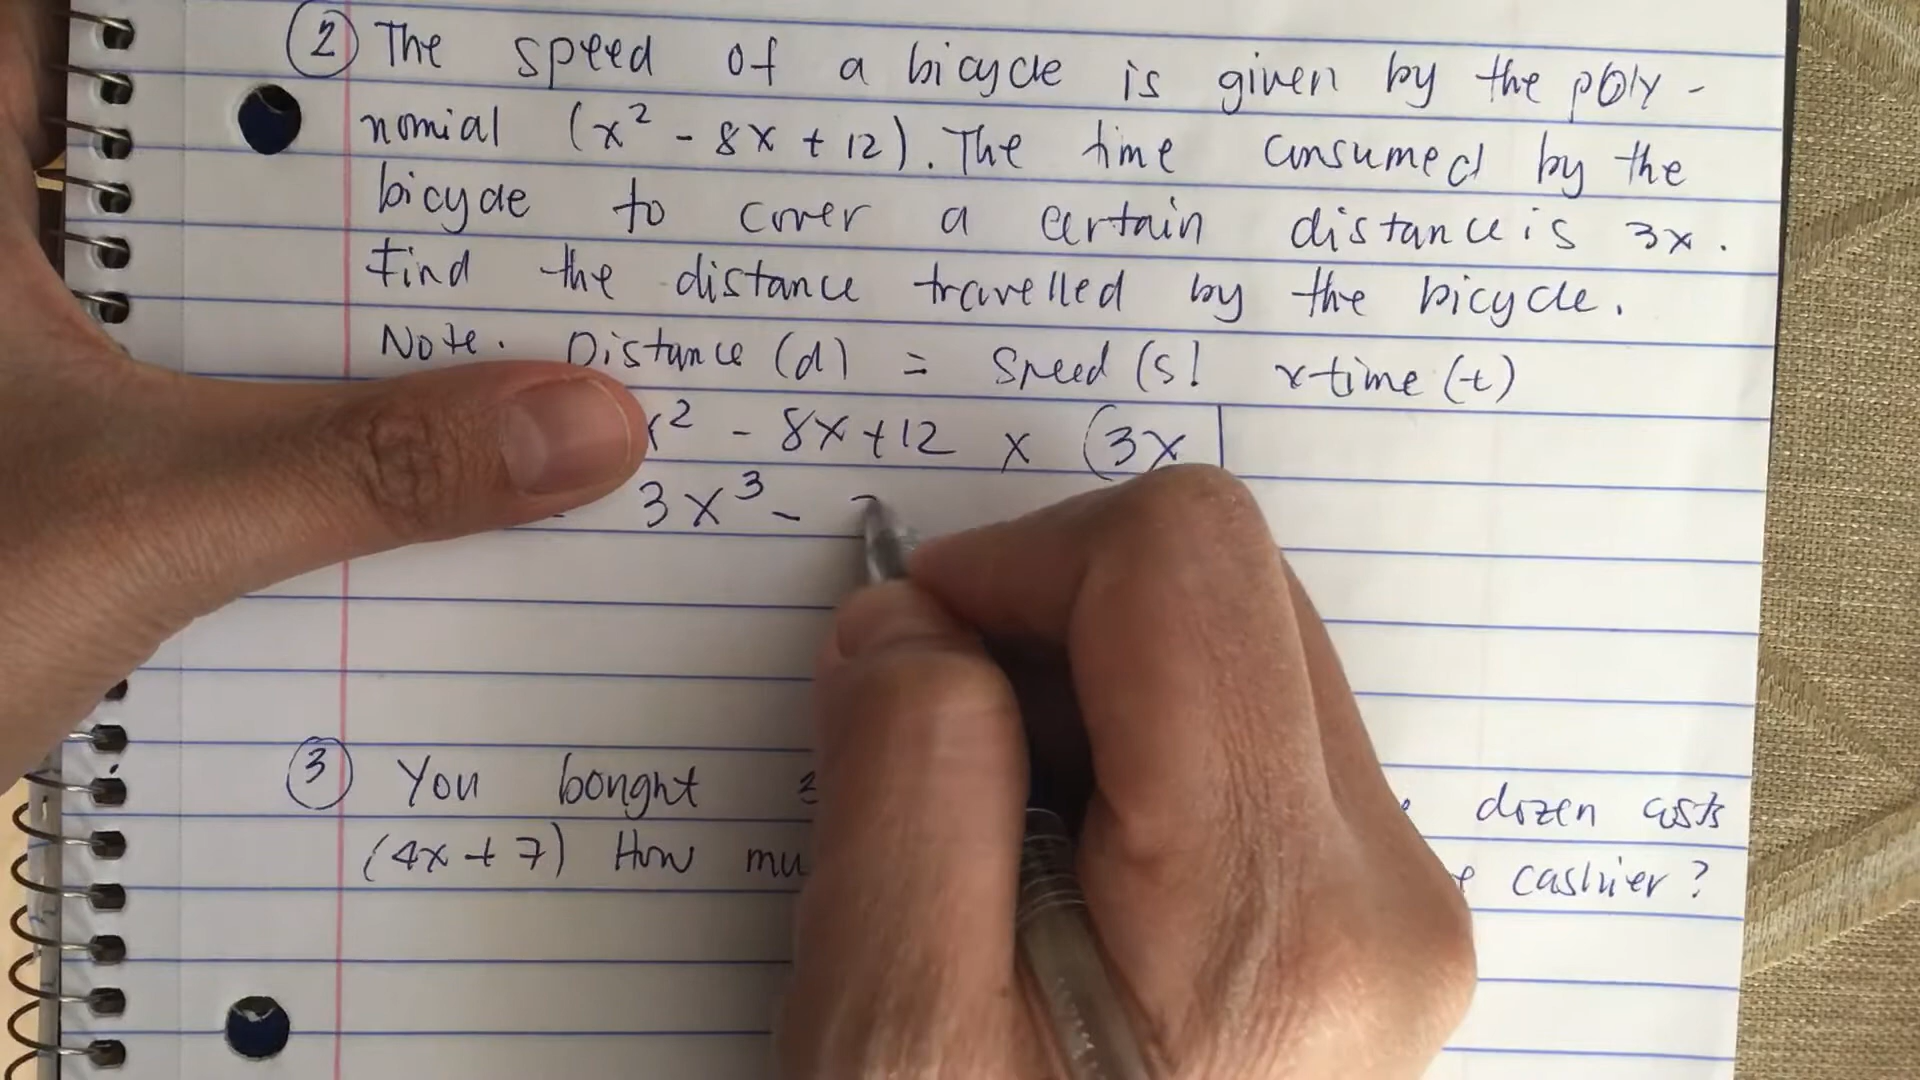 2 The speed of a bicycle is given by the poly-
nomial (x² - 8x + 12). The time consumed by the
bicycle to cover a certain distance is 3x.
Find the distance travelled by the bicycle.
Note. Distance (d) = Speed (s) x time (t)
x² - 8x + 12 x (3x)
3x³ -
3 You bought dozen costs
(4x + 7) How cashier?